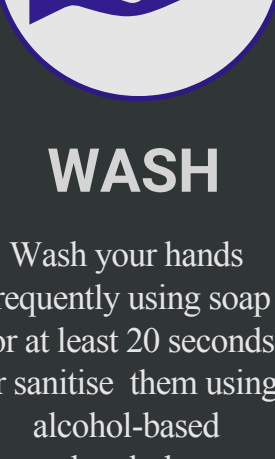 WASH
Wash your hands
requently using soap
or at least 20 seconds
r sanitise them using
alcohol-based